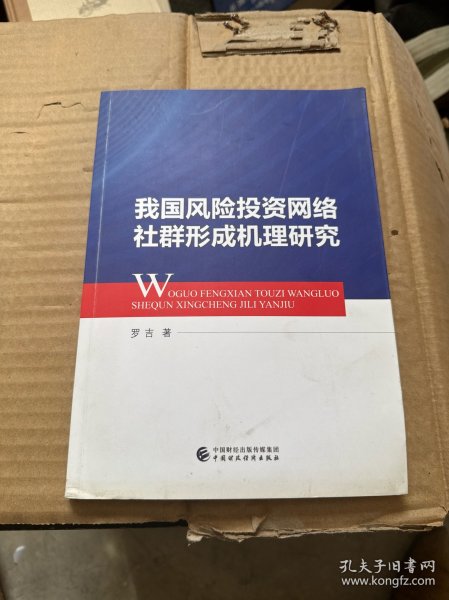 我国风险投资网络
社群形成机理研究
WOGUO FENGXIAN TOUZI WANGLUO
SHEQUN XINGCHENG JILI YANJIU
罗吉 著
中国财经出版传媒集团
中国财政经济出版社
孔夫子旧书网
www.kongfz.com